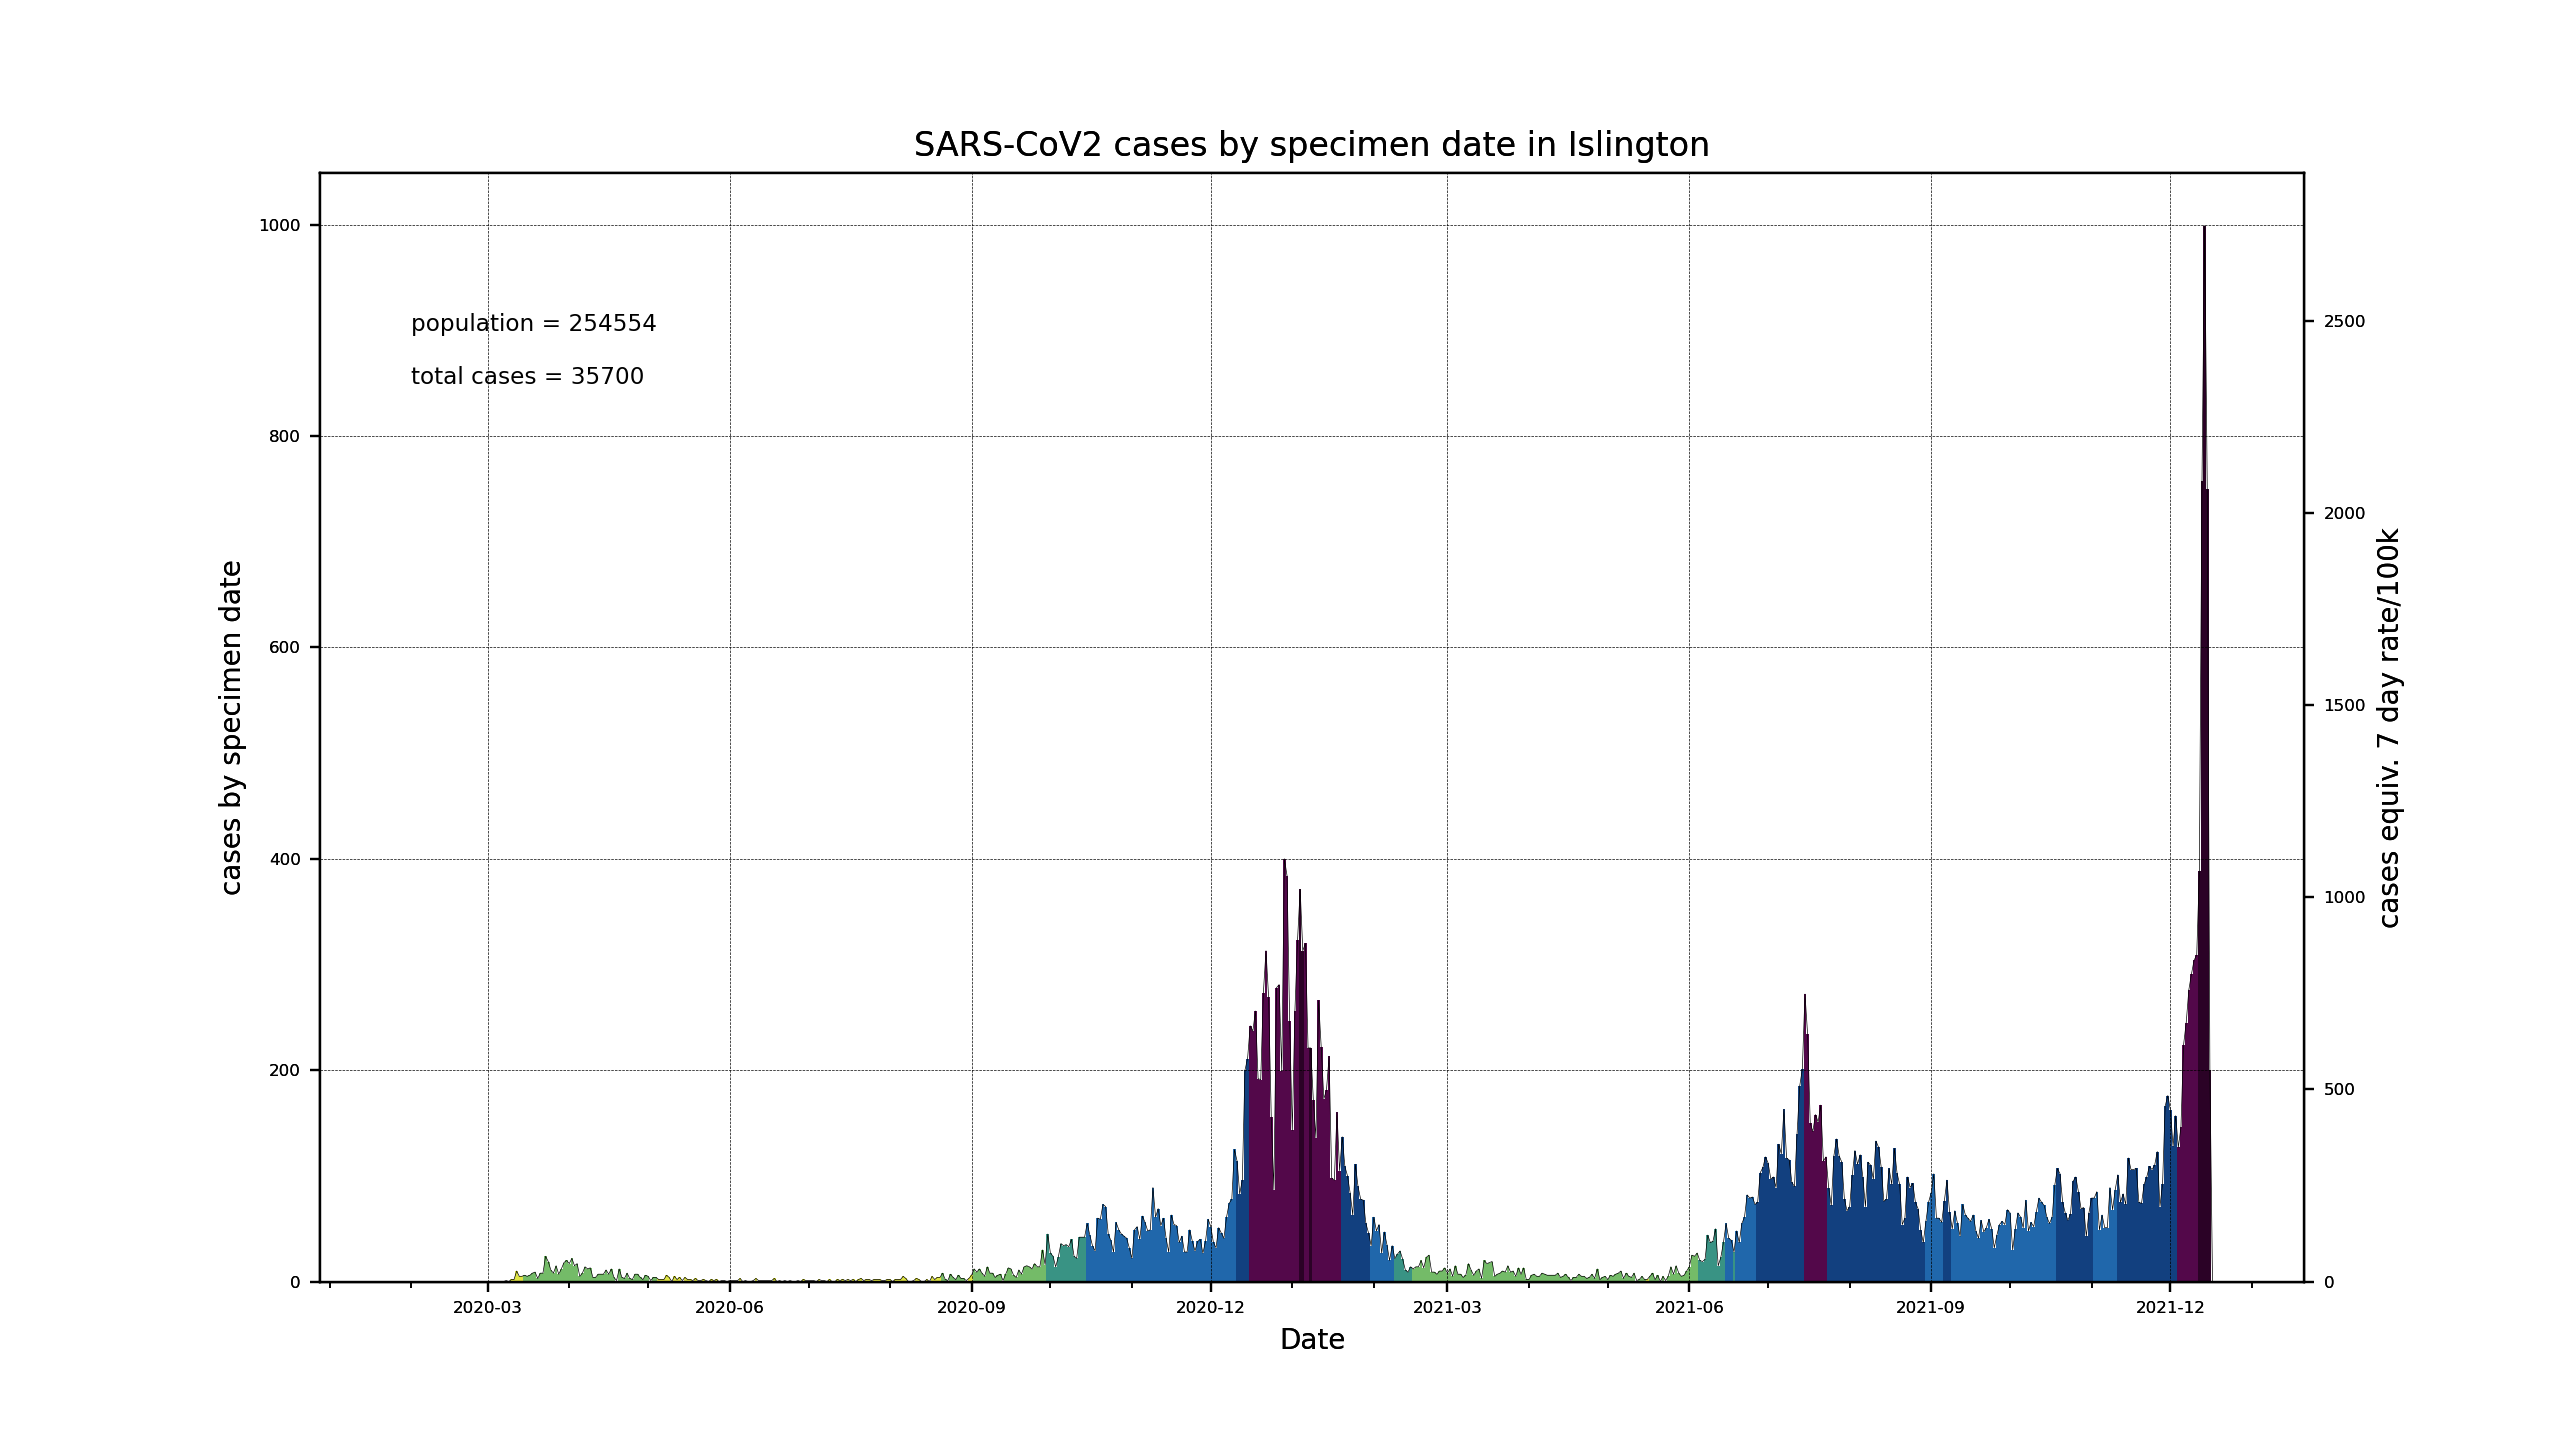 SARS-CoV2 cases by specimen date in Islington
population = 254554
total cases = 35700
cases by specimen date
1000
800
600
400
200
0
cases equiv. 7 day rate/100k
2500
2000
1500
1000
500
0
2020-03 2020-06 2020-09 2020-12 2021-03 2021-06 2021-09 2021-12
Date